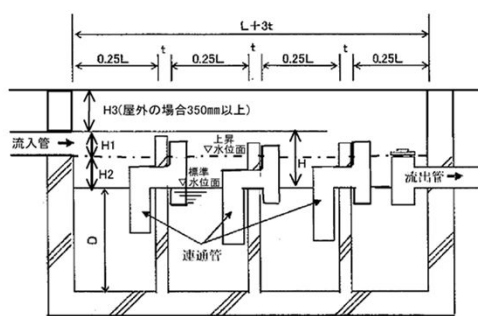 L+3t
0.25L
t
0.25L
t
0.25L
t
0.25L
H3(屋外の場合350mm以上)
流入管
H1
上昇
▽水位面
H
H2
標準
▽水位面
流出管
D
連通管